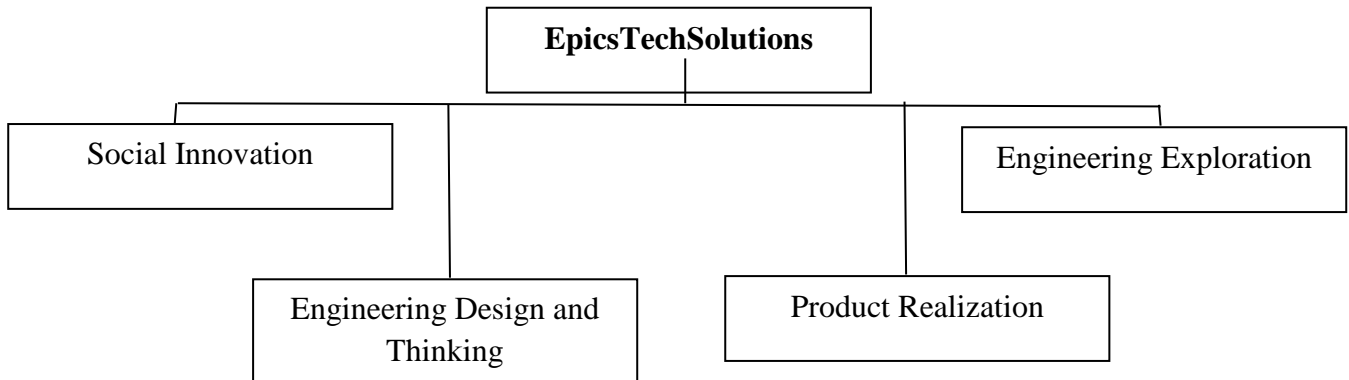 EpicsTechSolutions
Social Innovation
Engineering Exploration
Engineering Design and
Thinking
Product Realization